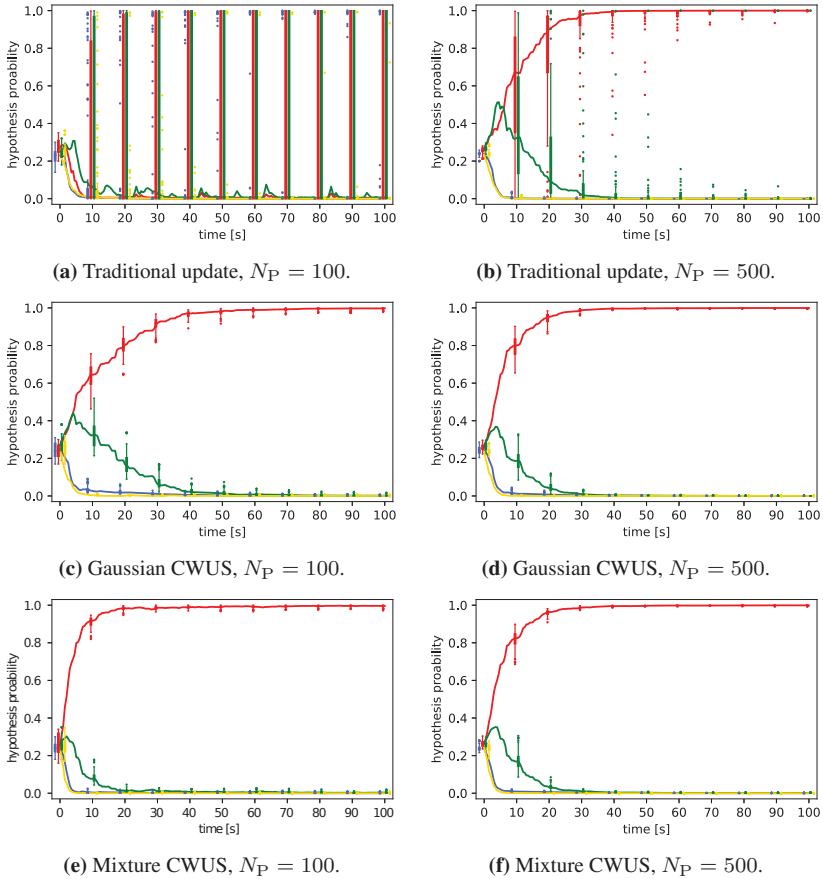 1.0
0.8
0.6
0.4
0.2
0.0
hypothesis proability
0 10 20 30 40 50 60 70 80 90 100
time [s]
(a) Traditional update, N_P = 100.
1.0
0.8
0.6
0.4
0.2
0.0
hypothesis proability
0 10 20 30 40 50 60 70 80 90 100
time [s]
(b) Traditional update, N_P = 500.
1.0
0.8
0.6
0.4
0.2
0.0
hypothesis proability
0 10 20 30 40 50 60 70 80 90 100
time [s]
(c) Gaussian CWUS, N_P = 100.
1.0
0.8
0.6
0.4
0.2
0.0
hypothesis proability
0 10 20 30 40 50 60 70 80 90 100
time [s]
(d) Gaussian CWUS, N_P = 500.
1.0
0.8
0.6
0.4
0.2
0.0
hypothesis proability
0 10 20 30 40 50 60 70 80 90 100
time [s]
(e) Mixture CWUS, N_P = 100.
1.0
0.8
0.6
0.4
0.2
0.0
hypothesis proability
0 10 20 30 40 50 60 70 80 90 100
time [s]
(f) Mixture CWUS, N_P = 500.